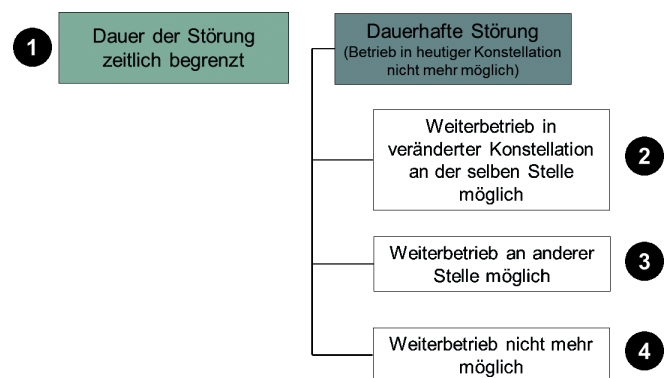 1
Dauer der Störung
zeitlich begrenzt
Dauerhafte Störung
(Betrieb in heutiger Konstellation
nicht mehr möglich)
Weiterbetrieb in
veränderter Konstellation
an der selben Stelle
möglich
2
Weiterbetrieb an anderer
Stelle möglich
3
Weiterbetrieb nicht mehr
möglich
4